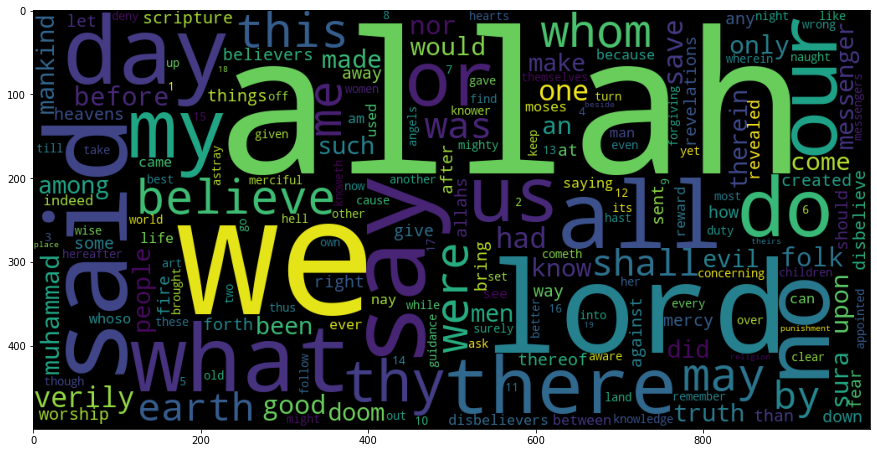 0
100
200
300
400
0
200
400
600
800
deny
let
scripture
8
this
nor
whom
any
night
like
hearts
up
believers
would
because
only
wrong
mankind
day
allah
our
1
18
made
7
make
save
wherein
naught
before
things
off
away
or
gave
themselves
messenger
women
find
one
turn
heavens
15
my
me
am
used
was
knower
moses
4
beside
forgiving
revelations
messengers
till
take
given
such
angels
an
man
therein
revealed
said
came
astray
mighty
keep
13
at
even
yet
come
among
best
merciful
knoweth
now
another
after
saying
12
9
most
created
indeed
believe
cause
allahs
us
all
its
sent
reward
do
3
wise
world
go
hell
other
say
2
hast
how
6
should
disbelieve
some
life
we
own
give
17
had
duty
theirs
place
hereafter
art
right
nay
cometh
know
shall
evil
folk
muhammad
people
fire
brought
two
while
were
bring
set
men
see
her
concerning
children
upon
whoso
these
thus
ever
guidance
way
16
lord
every
over
can
no
appointed
forth
been
surely
into
better
against
mercy
19
punishment
though
what
14
ask
thereof
aware
did
religion
clear
verily
5
old
follow
thy
there
11
land
may
by
sura
fear
worship
earth
good
doom
out
might
10
disbelievers
between
knowledge
remember
truth
than
down